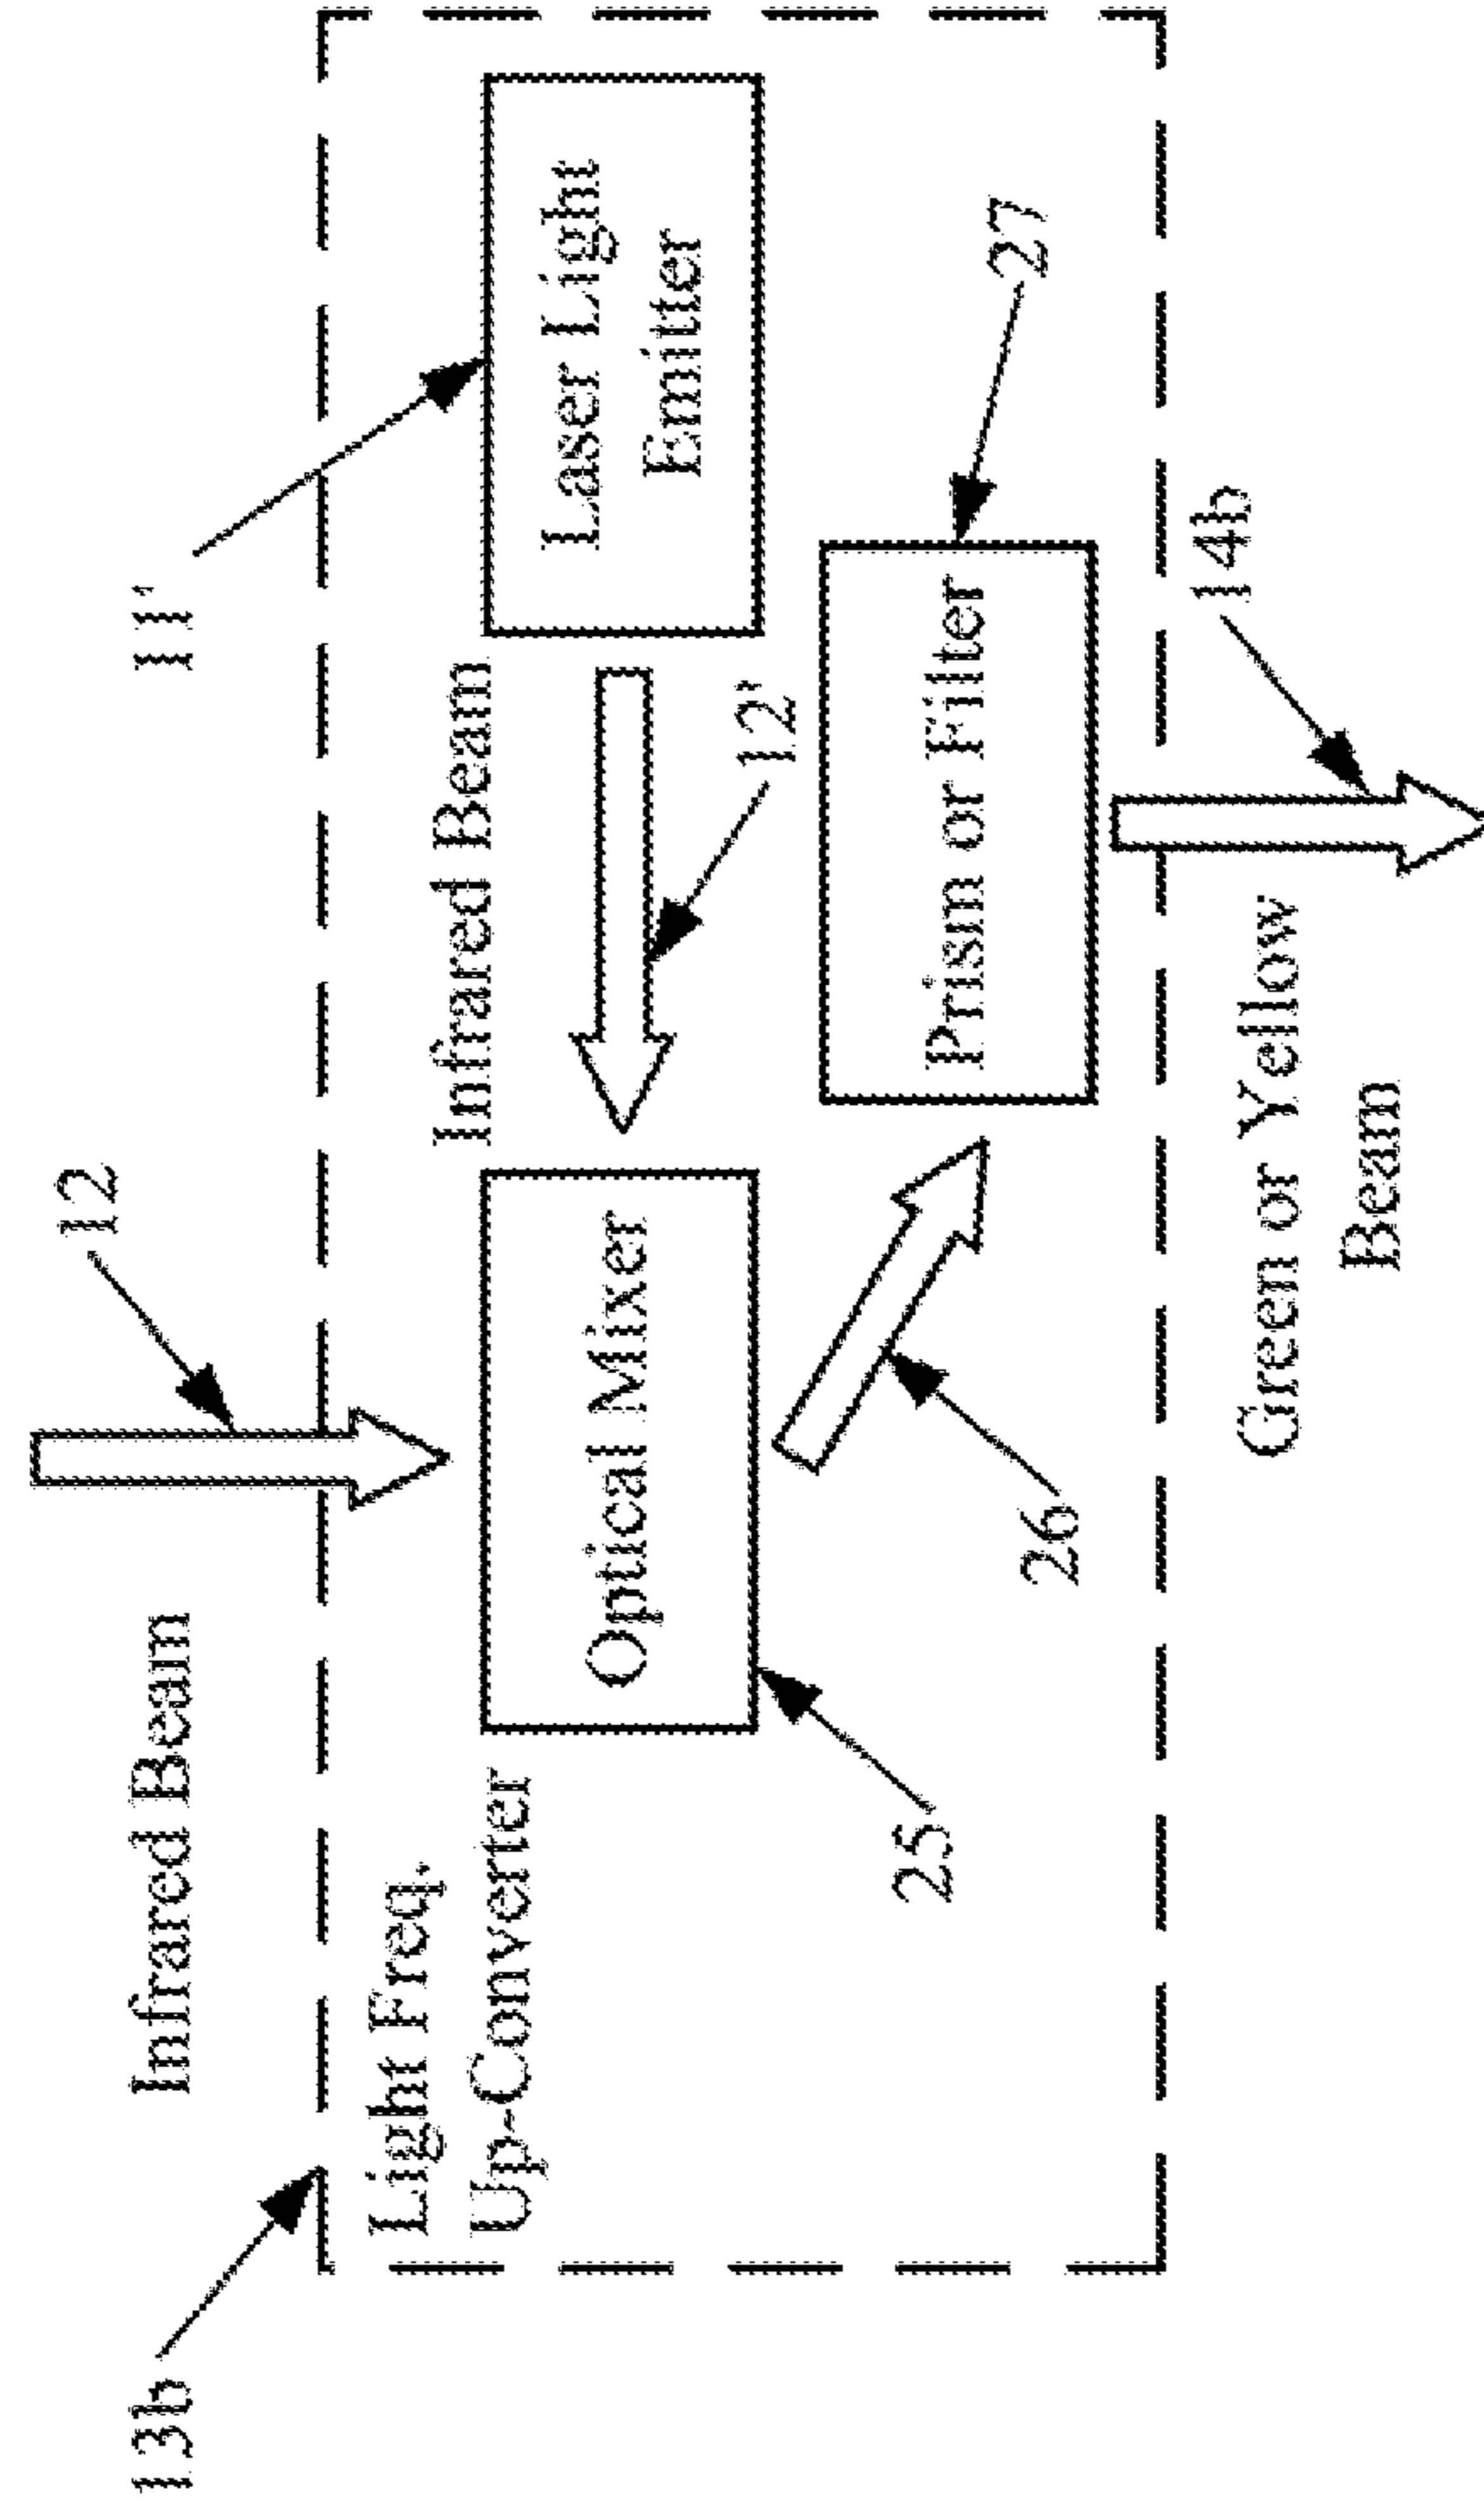 13b
Infrared Beam
12
11'
Light Freq.
Up-Converter
Infrared Beam
Laser Light
Emitter
Optical Mixer
12'
25
26
Prism or Filter
27
14b
Green or Yellow
Beam